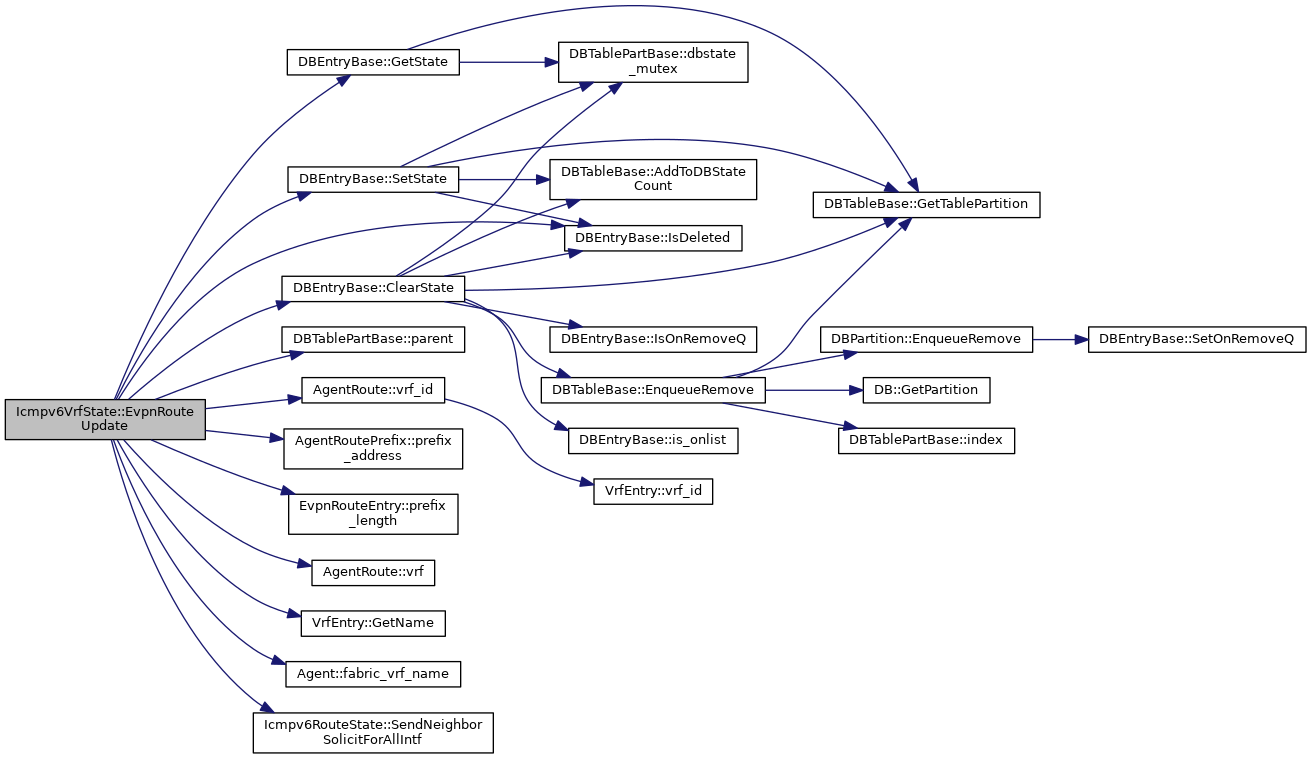 DBEntryBase::GetState
DBTablePartBase::dbstate
_mutex
DBEntryBase::SetState
DBTableBase::AddToDBState
Count
DBTableBase::GetTablePartition
DBEntryBase::IsDeleted
DBEntryBase::ClearState
DBTablePartBase::parent
DBEntryBase::IsOnRemoveQ
DBPartition::EnqueueRemove
DBEntryBase::SetOnRemoveQ
AgentRoute::vrf_id
DBTableBase::EnqueueRemove
DB::GetPartition
Icmpv6VrfState::EvpnRoute
Update
AgentRoutePrefix::prefix
_address
DBEntryBase::is_onlist
DBTablePartBase::index
VrfEntry::vrf_id
EvpnRouteEntry::prefix
_length
AgentRoute::vrf
VrfEntry::GetName
Agent::fabric_vrf_name
Icmpv6RouteState::SendNeighbor
SolicitForAllIntf